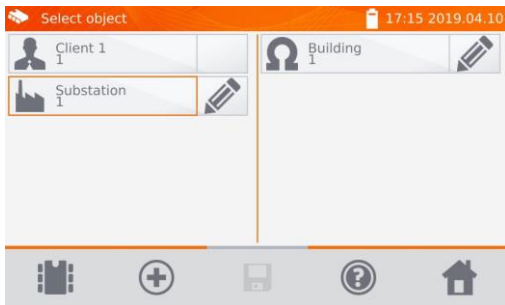 Select object
17:15 2019.04.10
Client 1
1
Substation
1
Building
1